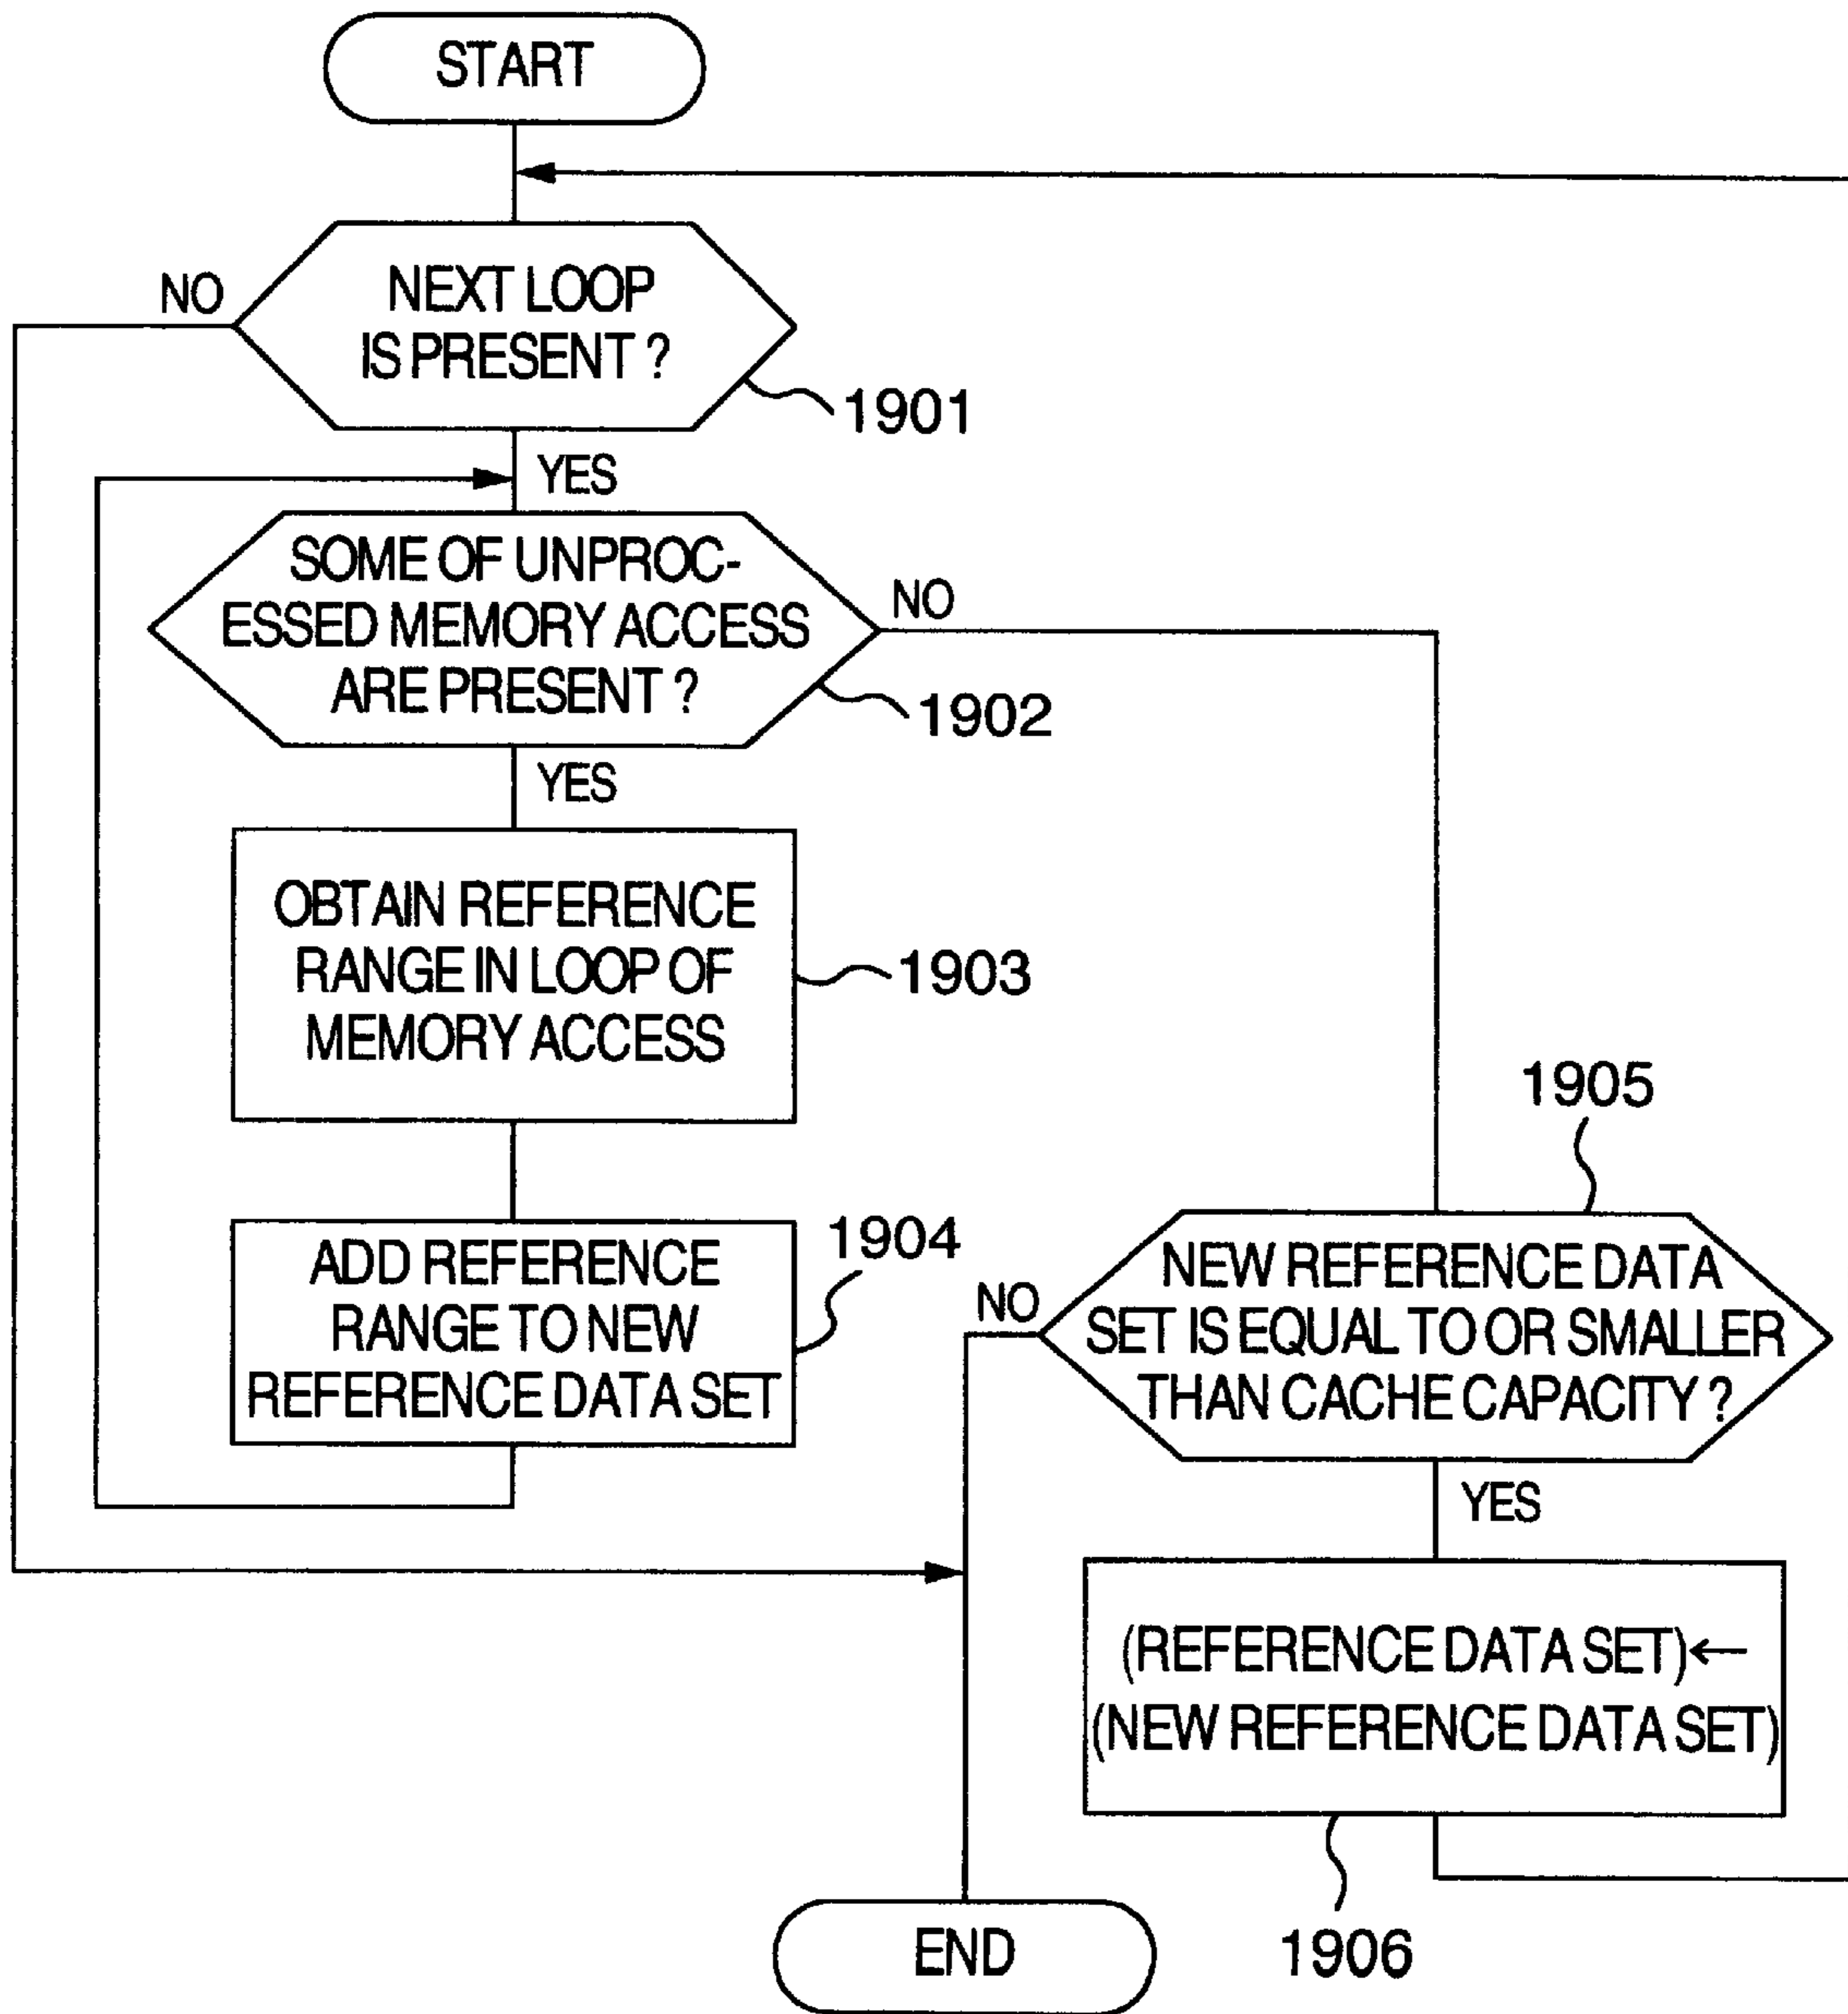 START
NEXT LOOP
IS PRESENT ?
NO
1901
YES
SOME OF UNPROC-
ESSED MEMORY ACCESS
ARE PRESENT ?
NO
1902
YES
OBTAIN REFERENCE
RANGE IN LOOP OF
MEMORY ACCESS
1903
ADD REFERENCE
RANGE TO NEW
REFERENCE DATA SET
1904
1905
NEW REFERENCE DATA
SET IS EQUAL TO OR SMALLER
THAN CACHE CAPACITY ?
NO
YES
(REFERENCE DATA SET)←
(NEW REFERENCE DATA SET)
1906
END